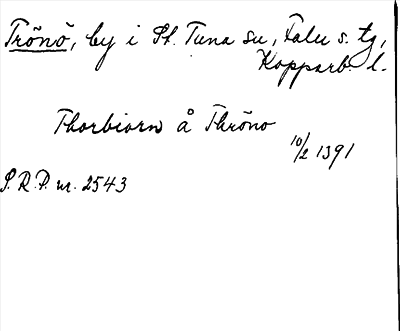 Trönö, by i St. Tuna sn, Falu s. tg,
Kopparb. l.
Thorbiorn å Thröno
10/2 1391
S.R.P. nr. 2543